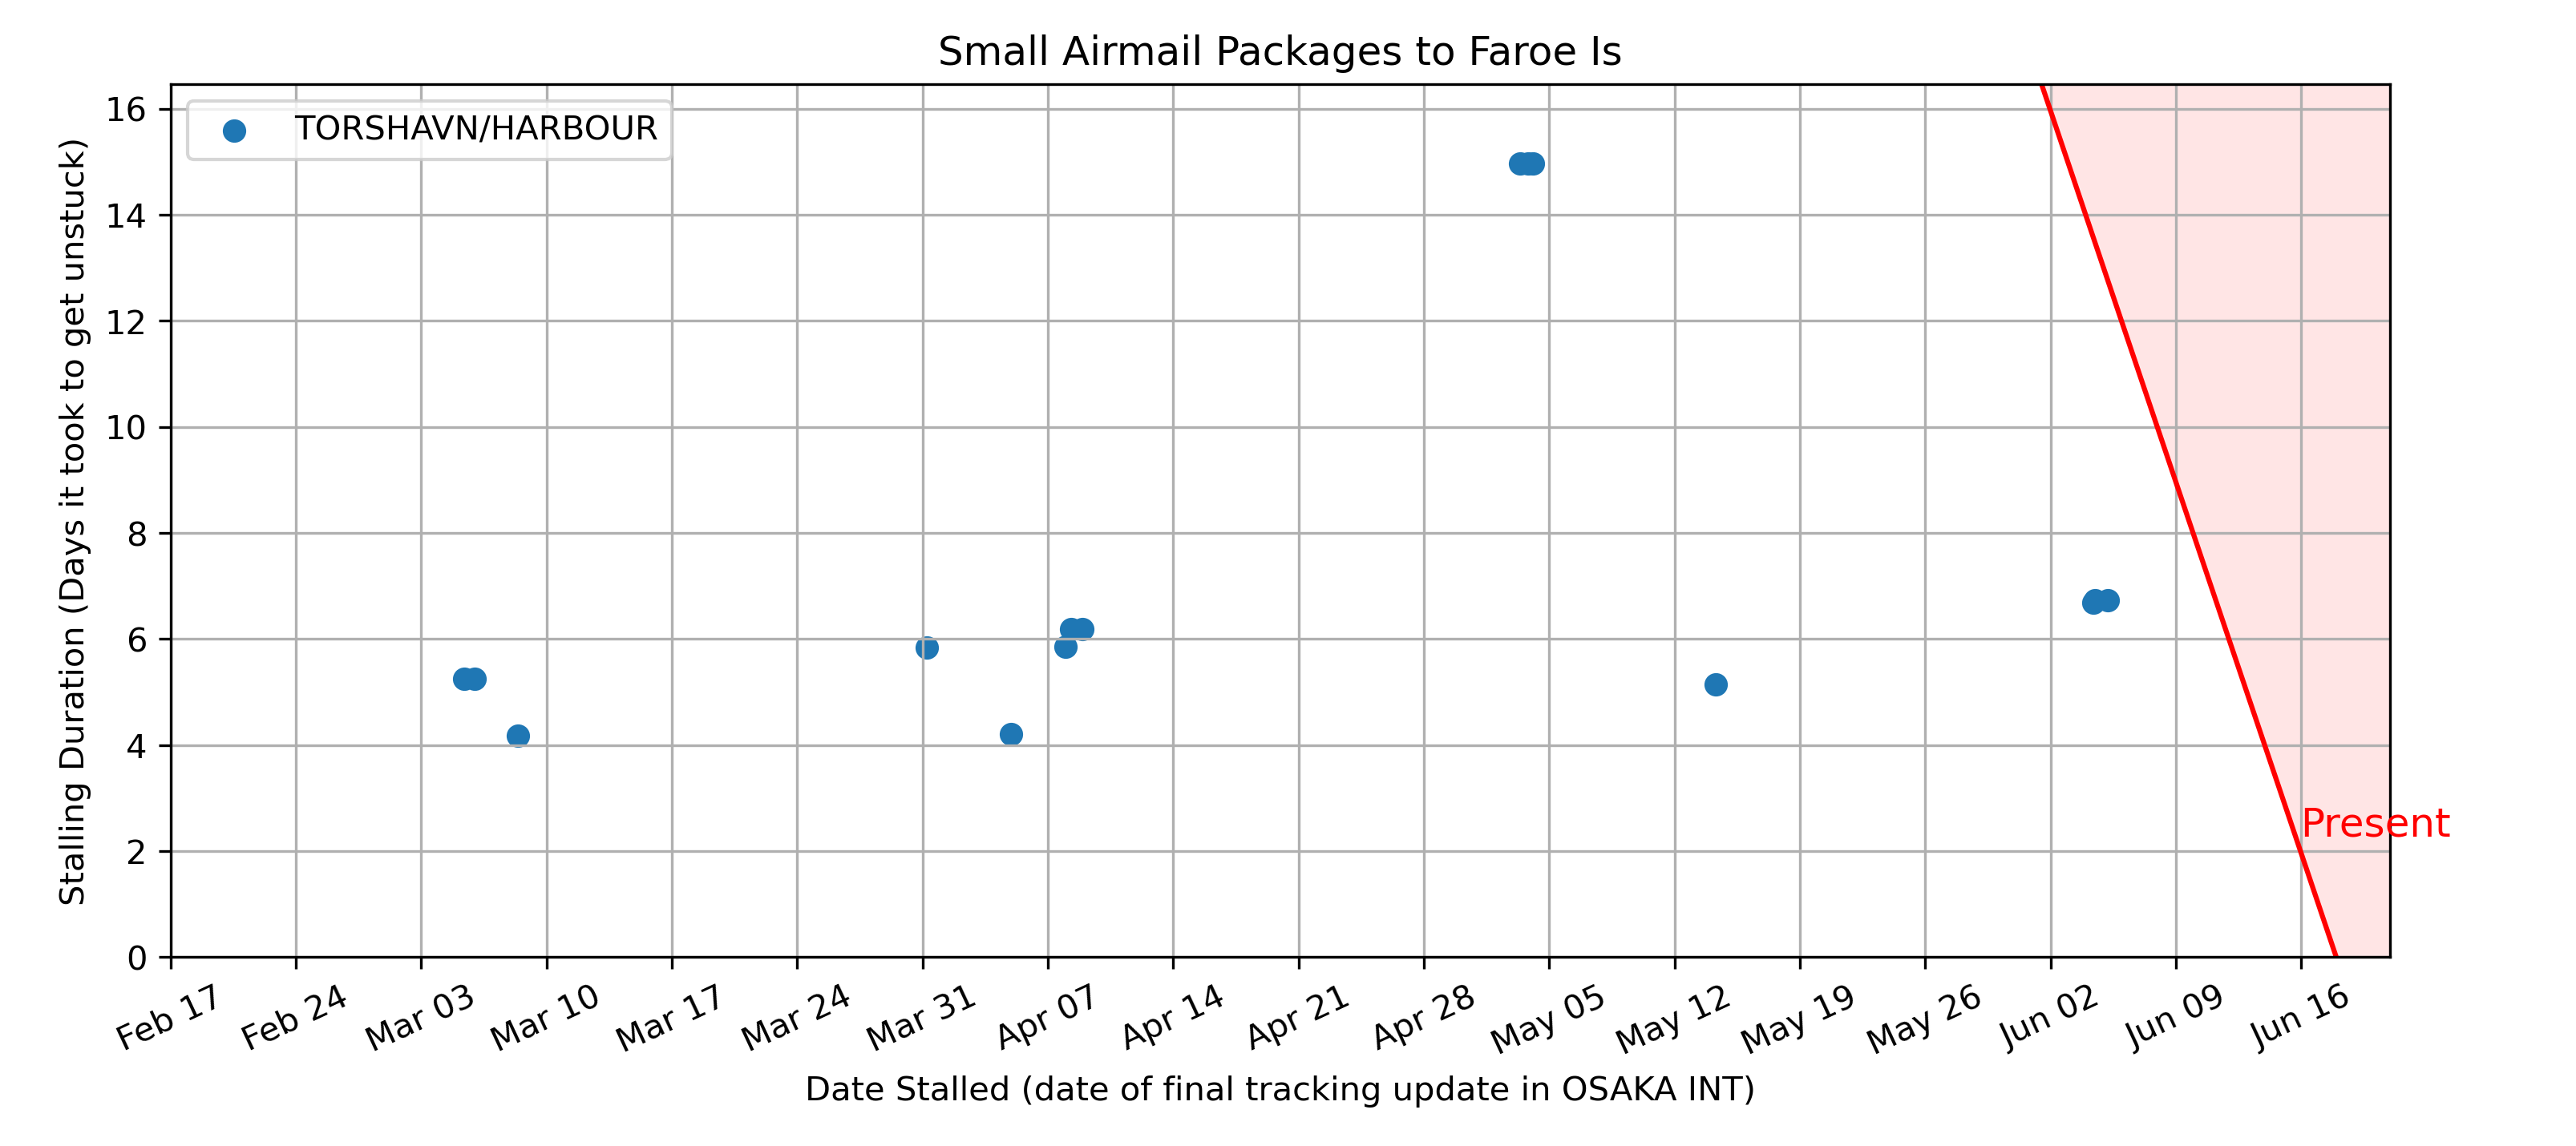 Small Airmail Packages to Faroe Is
TORSHAVN/HARBOUR
Stalling Duration (Days it took to get unstuck)
16
14
12
10
8
6
4
2
0
Present
Feb 17
Feb 24
Mar 03
Mar 10
Mar 17
Mar 24
Mar 31
Apr 07
Apr 14
Apr 21
Apr 28
May 05
May 12
May 19
May 26
Jun 02
Jun 09
Jun 16
Date Stalled (date of final tracking update in OSAKA INT)